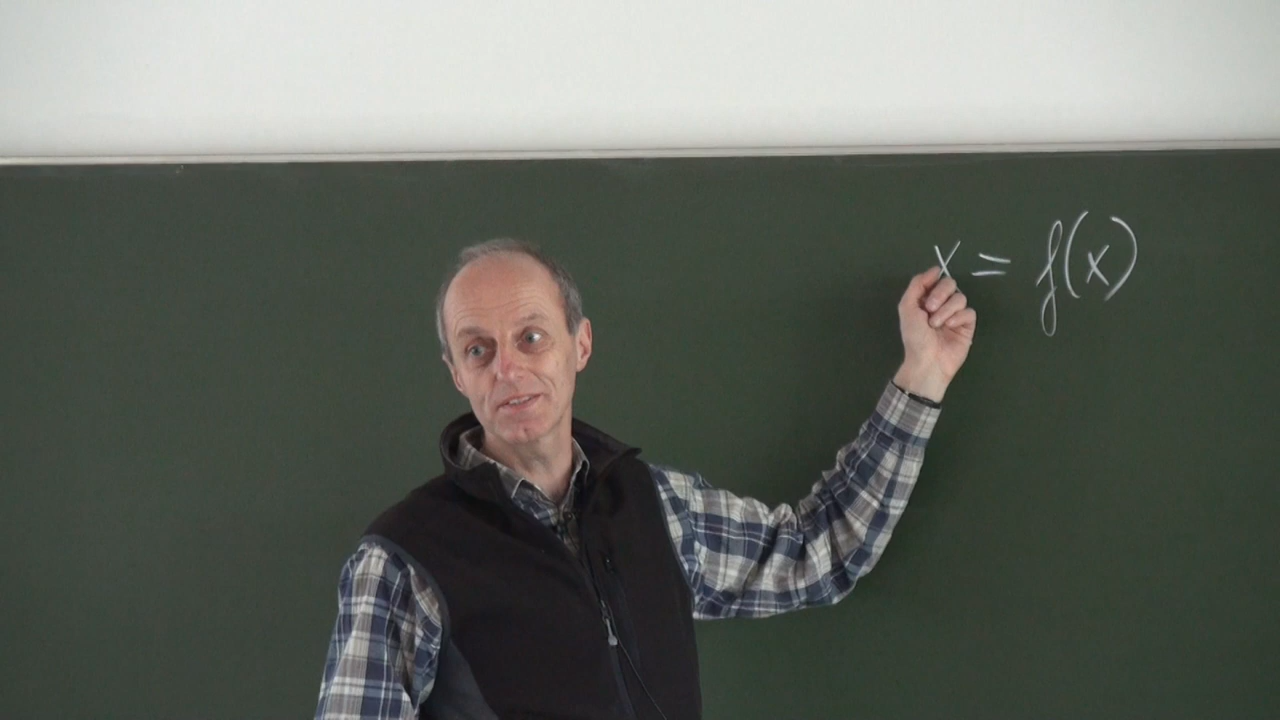 x = f(x)